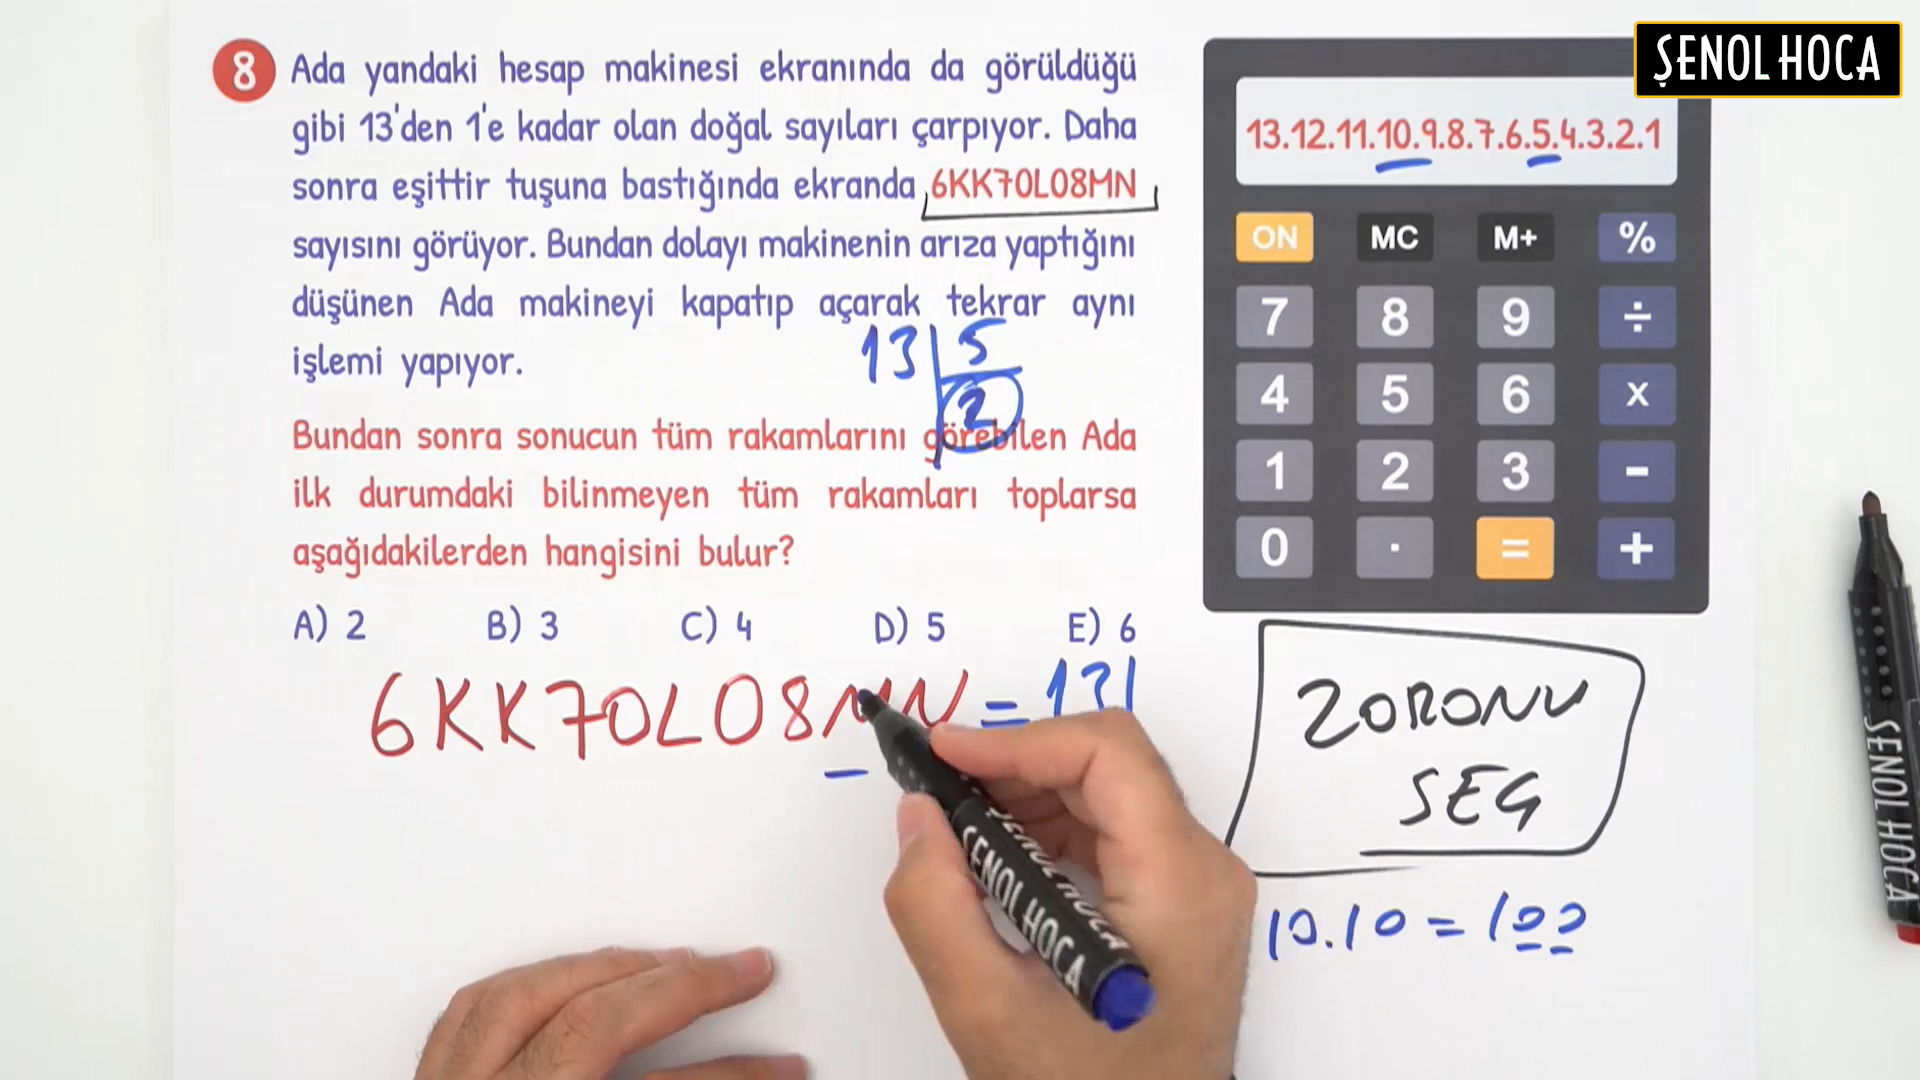 ŞENOL HOCA
8 Ada yandaki hesap makinesi ekranında da görüldüğü
gibi 13'den 1'e kadar olan doğal sayıları çarpıyor. Daha
sonra eşittir tuşuna bastığında ekranda 6KK70L08MN
sayısını görüyor. Bundan dolayı makinenin arıza yaptığını
düşünen Ada makineyi kapatıp açarak tekrar aynı
işlemi yapıyor.
13 5
2
Bundan sonra sonucun tüm rakamlarını görebilen Ada
ilk durumdaki bilinmeyen tüm rakamları toplarsa
aşağıdakilerden hangisini bulur?
A) 2 B) 3 C) 4 D) 5 E) 6
6KK70L08MN = 13!
13.12.11.10.9.8.7.6.5.4.3.2.1
ON MC M+ %
7 8 9 ÷
4 5 6 x
1 2 3 -
0 . = +
ZORONU
SEG
10.10 = 100
ŞENOL HOCA
ŞENOL HOCA
ŞENOL HOCA